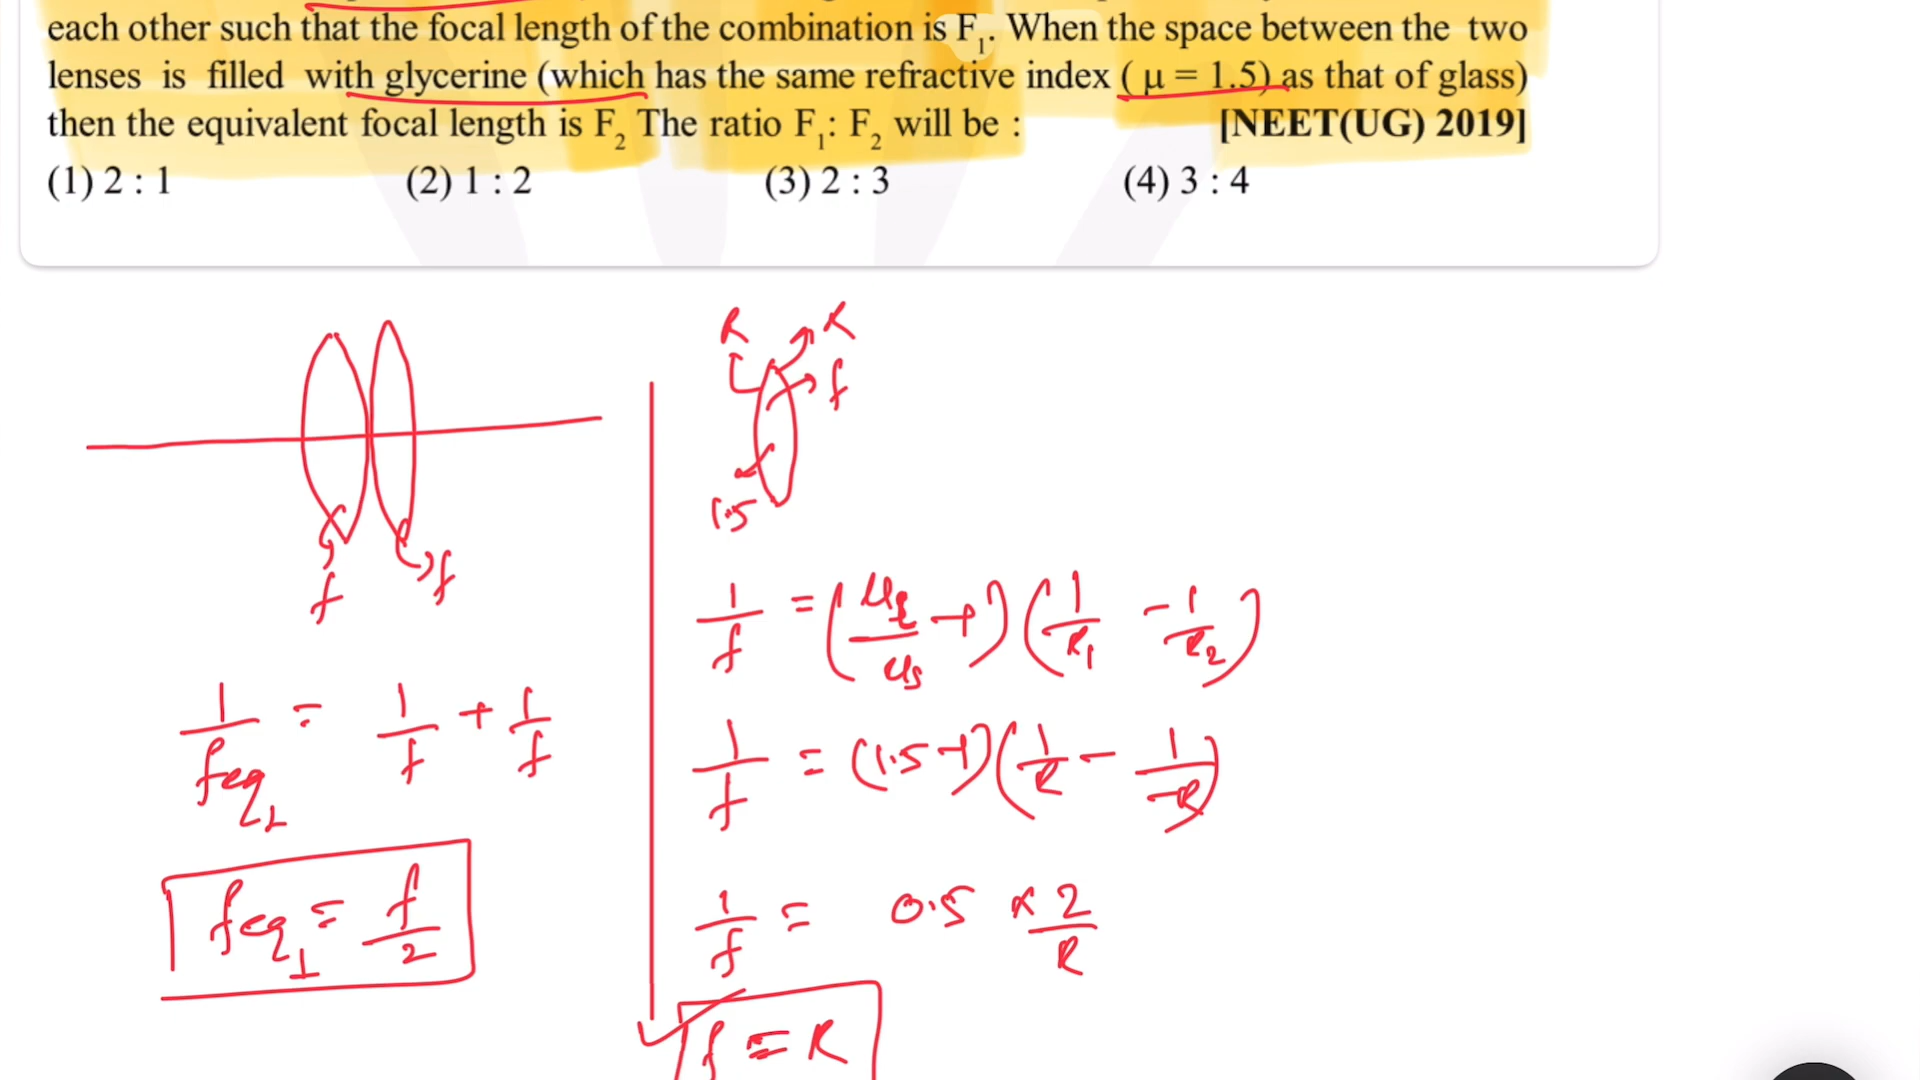 each other such that the focal length of the combination is F₁. When the space between the two
lenses is filled with glycerine (which has the same refractive index ( μ = 1.5) as that of glass)
then the equivalent focal length is F₂ The ratio F₁: F₂ will be : [NEET(UG) 2019]
(1) 2 : 1 (2) 1 : 2 (3) 2 : 3 (4) 3 : 4
R R
f
1.5
f f
1/f = (μ_l/μ_s - 1)(1/R₁ - 1/R₂)
1/feq₁ = 1/f + 1/f
1/f = (1.5-1)(1/R - 1/-R)
feq₁ = f/2
1/f = 0.5 × 2/R
f = R